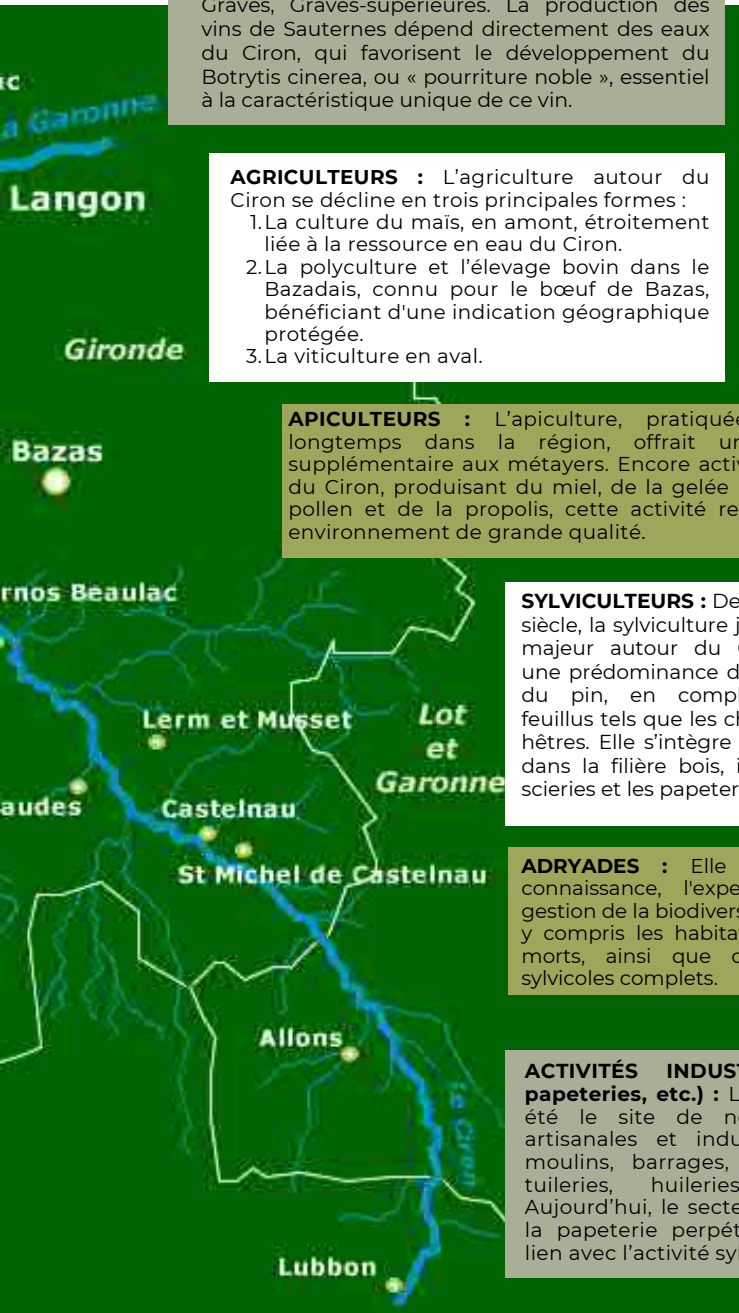 Graves, Graves-supérieures. La production des
vins de Sauternes dépend directement des eaux
du Ciron, qui favorisent le développement du
Botrytis cinerea, ou « pourriture noble », essentiel
à la caractéristique unique de ce vin.
Garonne
Langon
AGRICULTEURS : L'agriculture autour du
Ciron se décline en trois principales formes :
1. La culture du maïs, en amont, étroitement
liée à la ressource en eau du Ciron.
2. La polyculture et l'élevage bovin dans le
Bazadais, connu pour le bœuf de Bazas,
bénéficiant d'une indication géographique
protégée.
3. La viticulture en aval.
Gironde
APICULTEURS : L'apiculture, pratiquée
longtemps dans la région, offrait un
supplémentaire aux métayers. Encore activ
du Ciron, produisant du miel, de la gelée
pollen et de la propolis, cette activité re
environnement de grande qualité.
Bazas
rnos Beaulac
SYLVICULTEURS : De
siècle, la sylviculture j
majeur autour du
une prédominance d
du pin, en compl
feuillus tels que les ch
hêtres. Elle s'intègre
dans la filière bois, i
scieries et les papeter
Lerm et Musset
Lot
et
Garonne
audes
Castelnau
St Michel de Castelnau
ADRYADES : Elle
connaissance, l'expe
gestion de la biodivers
y compris les habita
morts, ainsi que d
sylvicoles complets.
Allons
Le Ciron
ACTIVITÉS INDUST
papeteries, etc.) : L
été le site de n
artisanales et indu
moulins, barrages,
tuileries, huileries
Aujourd'hui, le secte
la papeterie perpét
lien avec l'activité sy
Lubbon